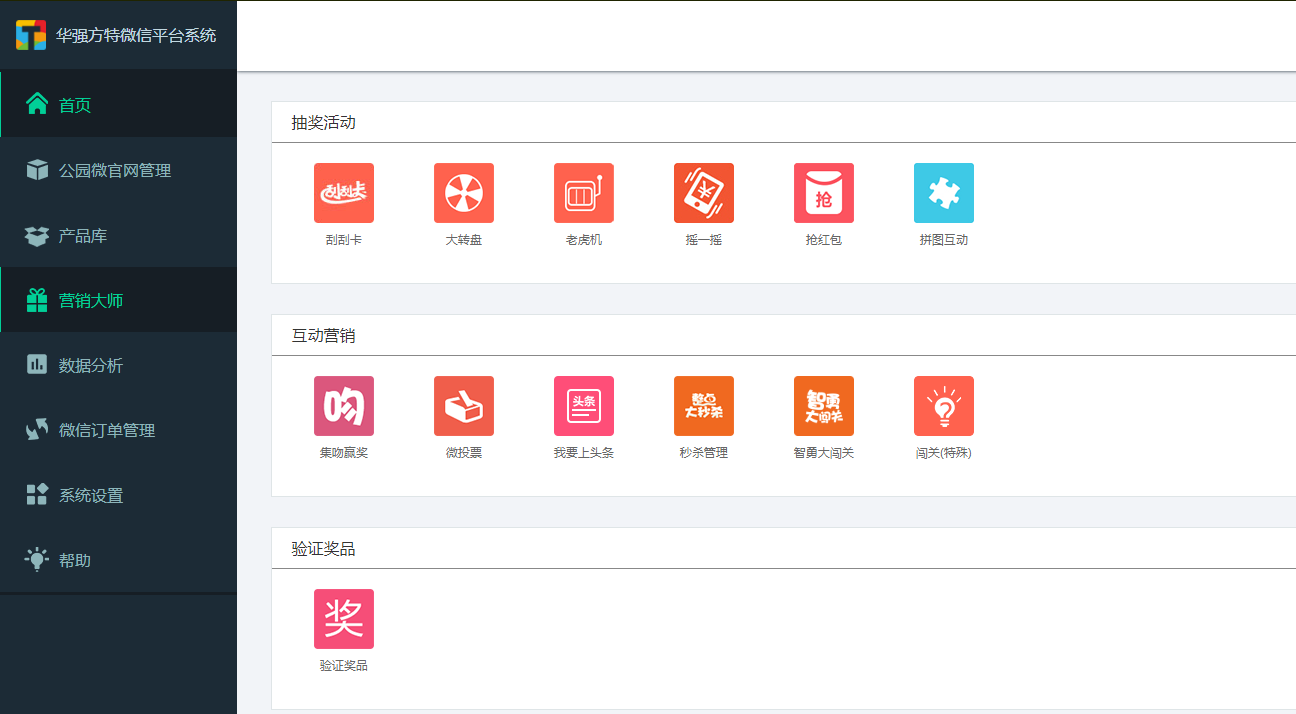 华强方特微信平台系统
首页
公园微官网管理
产品库
营销大师
数据分析
微信订单管理
系统设置
帮助
抽奖活动
刮刮卡
刮刮卡 大转盘 老虎机 摇一摇 抢红包 拼图互动
奖
抢
互动营销
吻
头条
整点
大秒杀
智勇
大闯关
集吻赢奖 微投票 我要上头条 秒杀管理 智勇大闯关 闯关(特殊)
验证奖品
奖
验证奖品